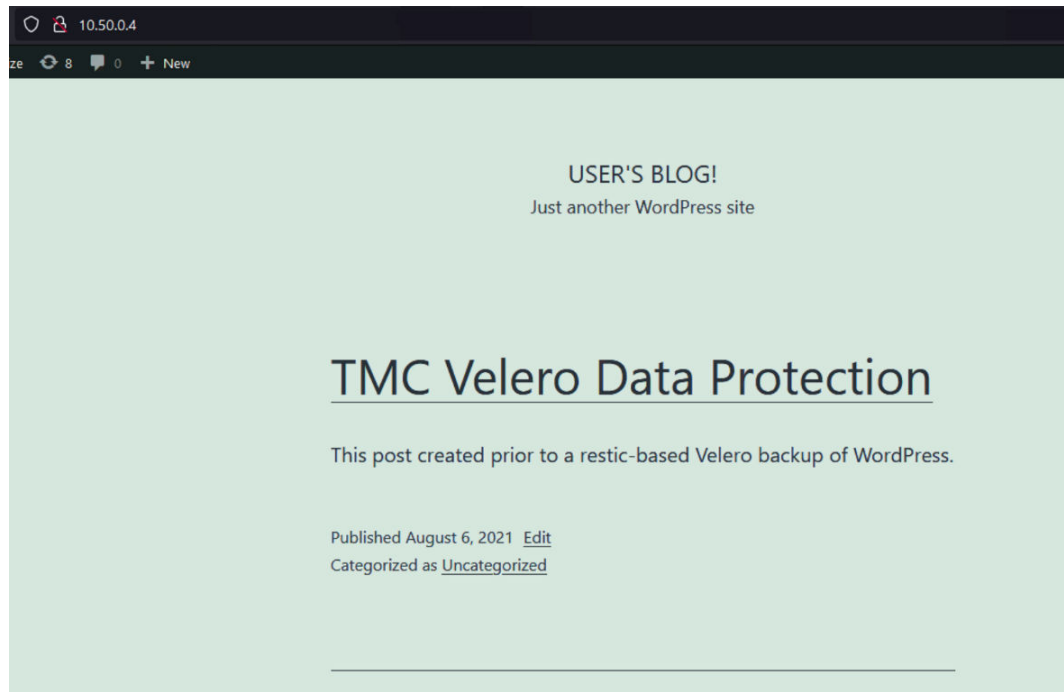 10.50.0.4
ze 8 0 + New
USER'S BLOG!
Just another WordPress site
TMC Velero Data Protection
This post created prior to a restic-based Velero backup of WordPress.
Published August 6, 2021 Edit
Categorized as Uncategorized